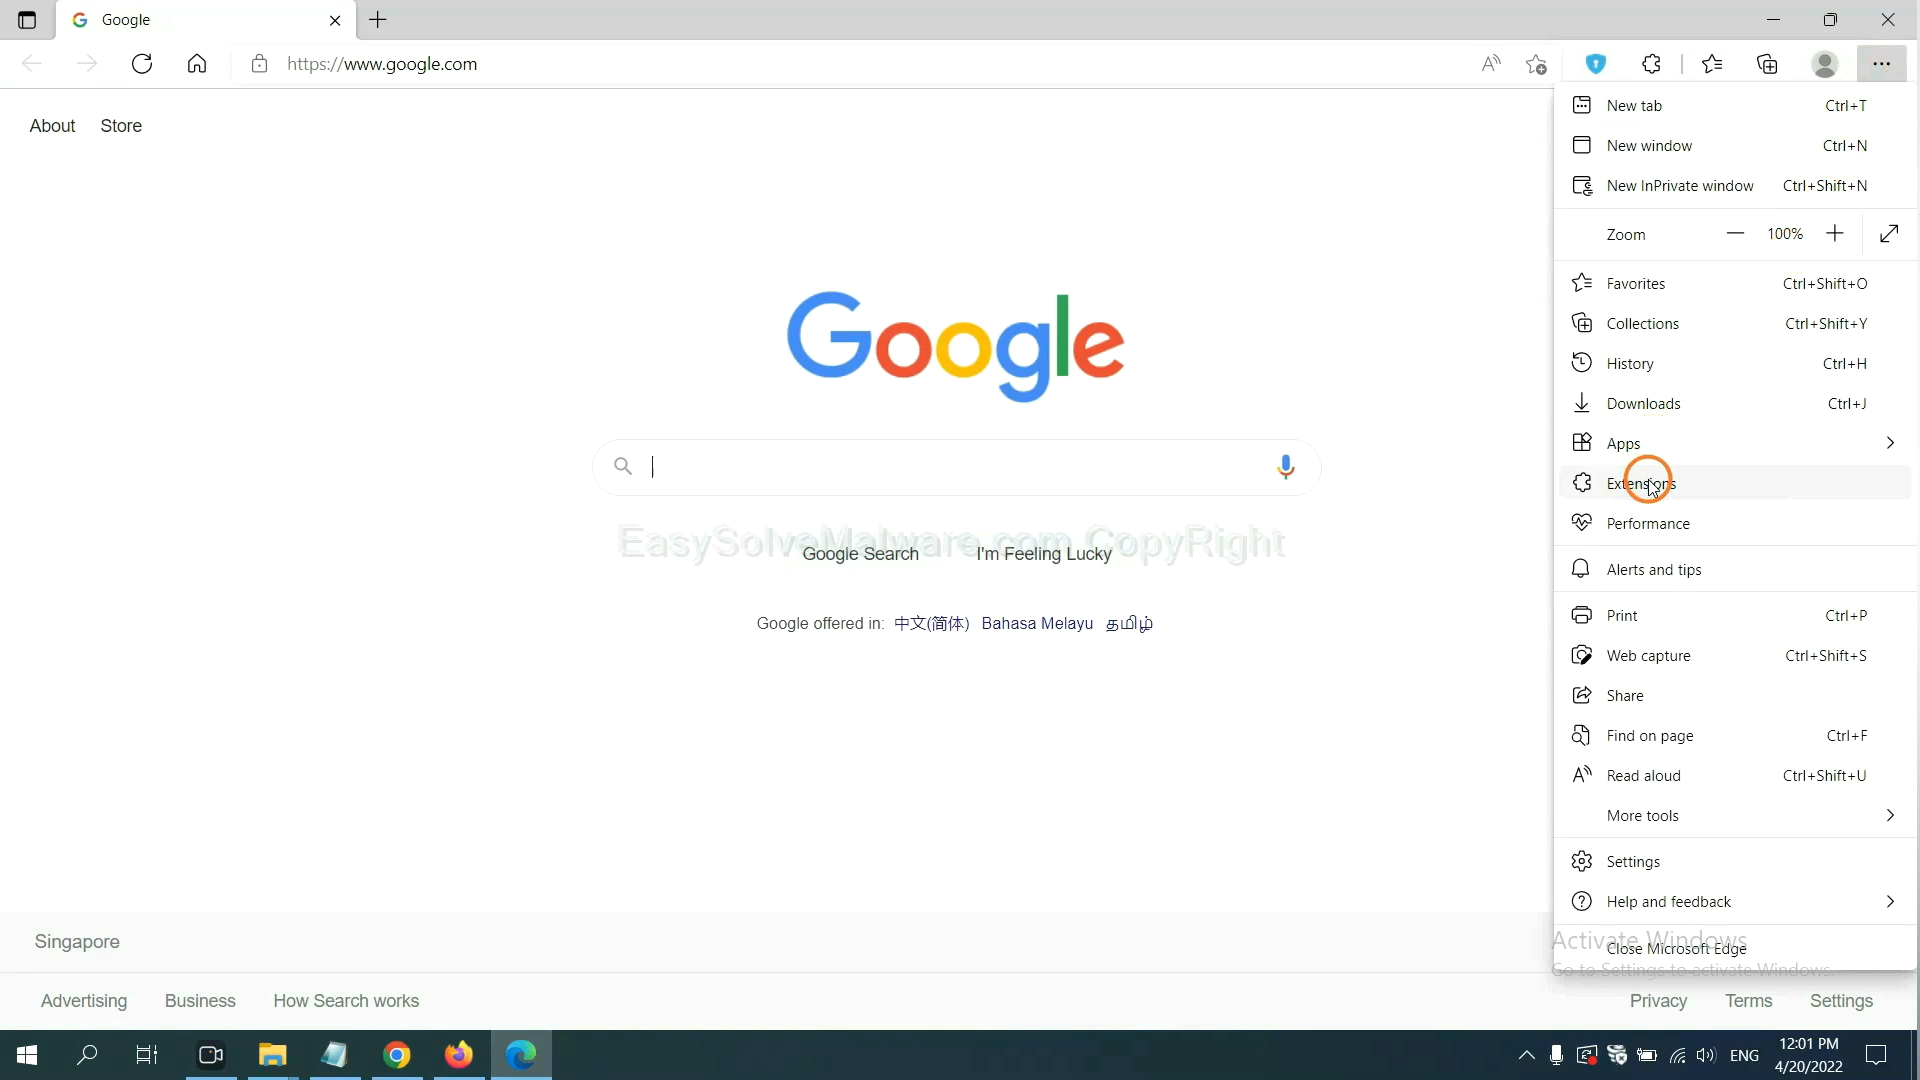 Google
https://www.google.com
About Store
New tab Ctrl+T
New window Ctrl+N
New InPrivate window Ctrl+Shift+N
Zoom 100%
Favorites Ctrl+Shift+O
Collections Ctrl+Shift+Y
History Ctrl+H
Downloads Ctrl+J
Apps
Extensions
Performance
Alerts and tips
Print Ctrl+P
Web capture Ctrl+Shift+S
Share
Find on page Ctrl+F
Read aloud Ctrl+Shift+U
More tools
Settings
Help and feedback
Close Microsoft Edge
Google
EasySolveMalware.com CopyRight
Google Search I'm Feeling Lucky
Google offered in: 中文(简体) Bahasa Melayu தமிழ்
Activate Windows
Go to Settings to activate Windows.
Singapore
Advertising Business How Search works
Privacy Terms Settings
ENG
12:01 PM
4/20/2022